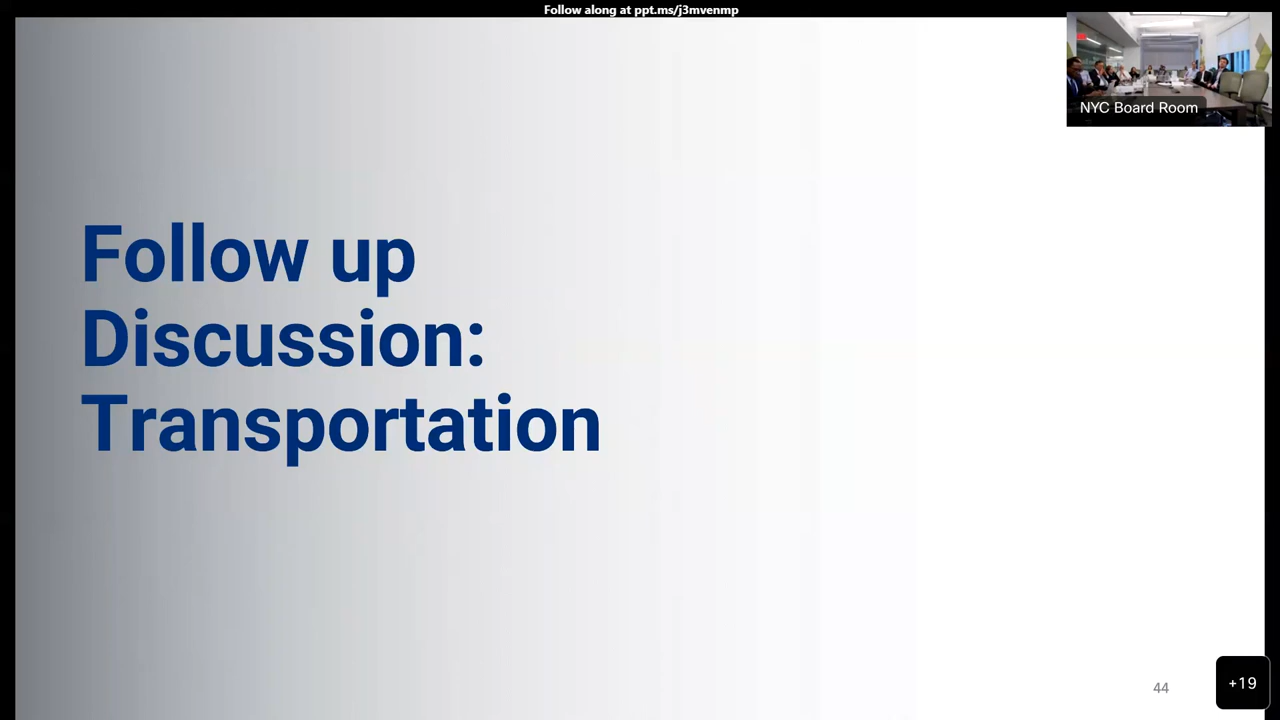 Follow along at ppt.ms/j3mvenmp
NYC Board Room
Follow up
Discussion:
Transportation
44
+19